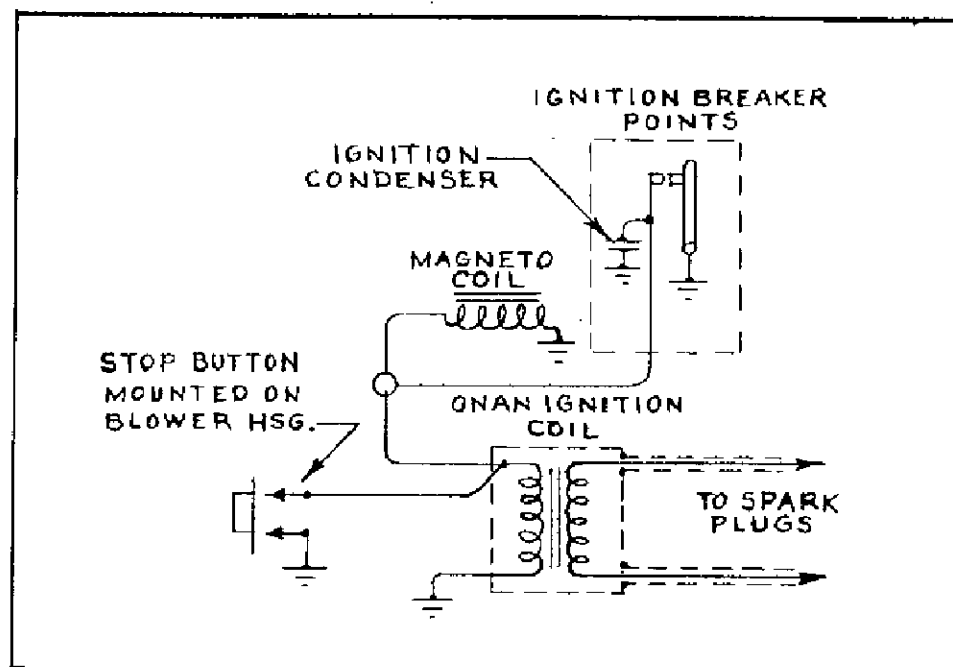 IGNITION BREAKER
POINTS
IGNITION
CONDENSER
MAGNETO
COIL
STOP BUTTON
MOUNTED ON
BLOWER HSG.
ONAN IGNITION
COIL
TO SPARK
PLUGS